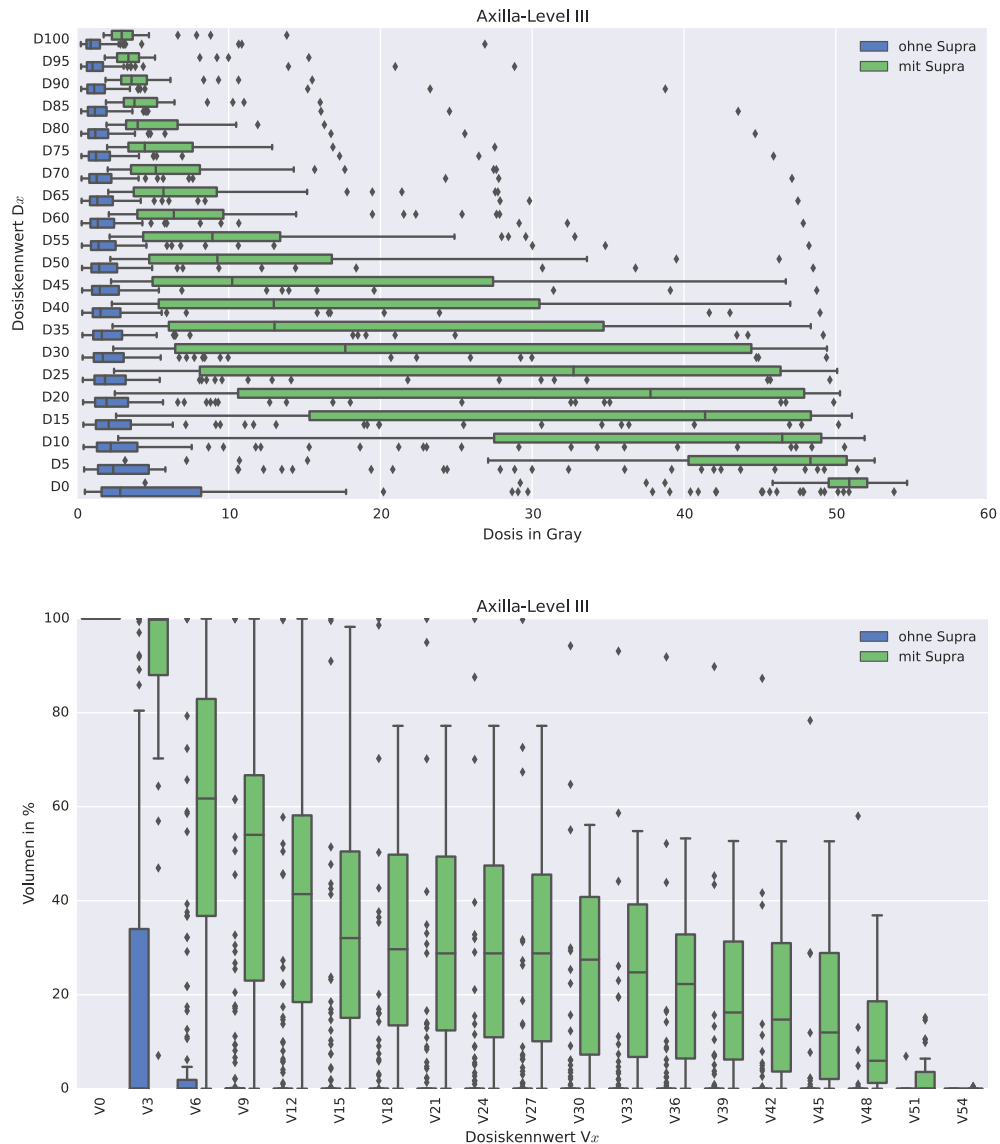 Axilla-Level III
ohne Supra
mit Supra
Dosiskennwert Dx
D100
D95
D90
D85
D80
D75
D70
D65
D60
D55
D50
D45
D40
D35
D30
D25
D20
D15
D10
D5
D0
0 10 20 30 40 50 60
Dosis in Gray
Axilla-Level III
ohne Supra
mit Supra
Volumen in %
100
80
60
40
20
0
V0 V3 V6 V9 V12 V15 V18 V21 V24 V27 V30 V33 V36 V39 V42 V45 V48 V51 V54
Dosiskennwert Vx